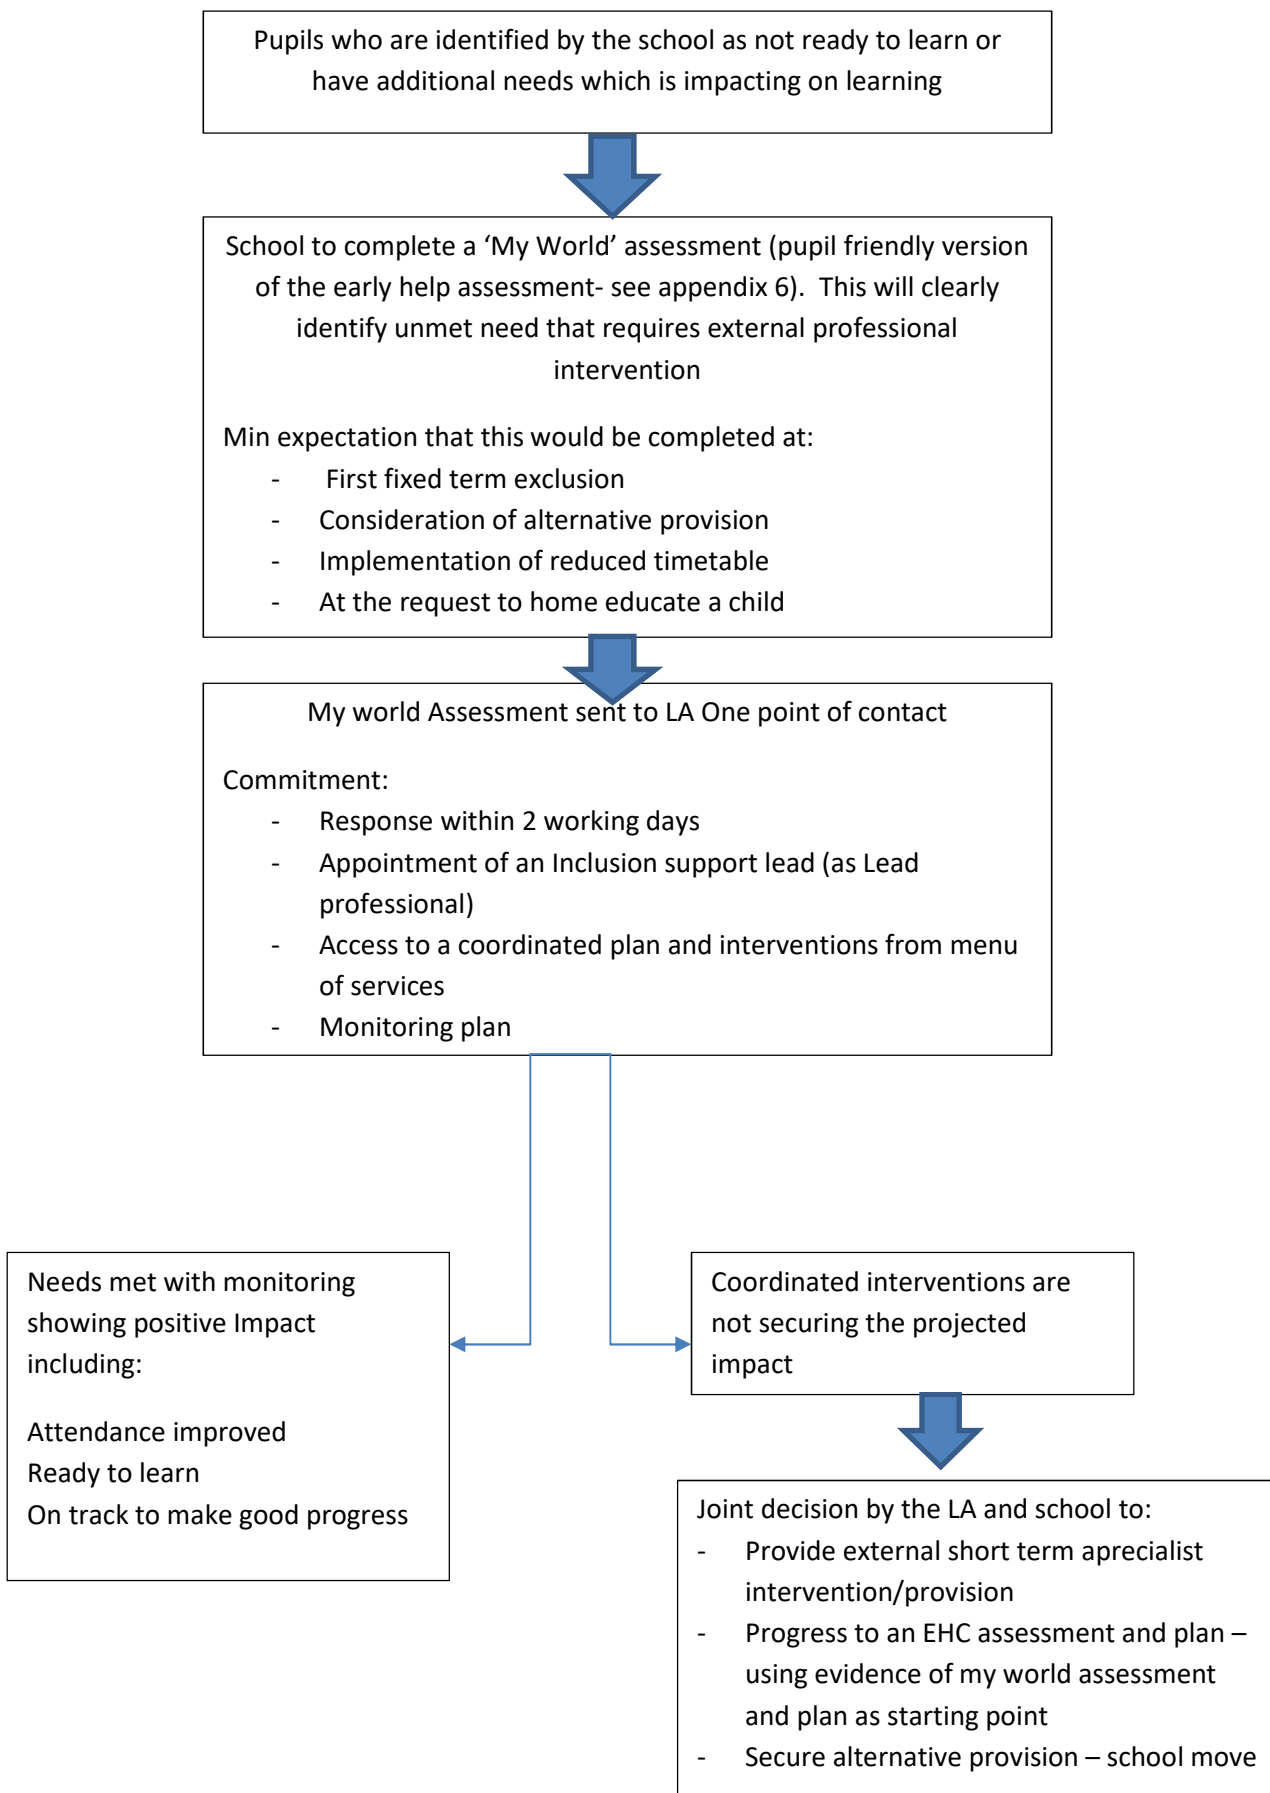 Pupils who are identified by the school as not ready to learn or
have additional needs which is impacting on learning
School to complete a ‘My World’ assessment (pupil friendly version
of the early help assessment- see appendix 6).  This will clearly
identify unmet need that requires external professional
intervention
Min expectation that this would be completed at:
- First fixed term exclusion
- Consideration of alternative provision
- Implementation of reduced timetable
- At the request to home educate a child
My world Assessment sent to LA One point of contact
Commitment:
- Response within 2 working days
- Appointment of an Inclusion support lead (as Lead
professional)
- Access to a coordinated plan and interventions from menu
of services
- Monitoring plan
Needs met with monitoring
showing positive Impact
including:
Attendance improved
Ready to learn
On track to make good progress
Coordinated interventions are
not securing the projected
impact
Joint decision by the LA and school to:
- Provide external short term aprecialist
intervention/provision
- Progress to an EHC assessment and plan –
using evidence of my world assessment
and plan as starting point
- Secure alternative provision – school move